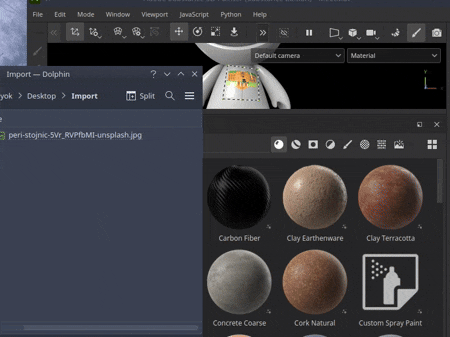 File Edit Mode Window Viewport JavaScript Python Help
Default camera
Material
Import — Dolphin
yok > Desktop > Import
Split
peri-stojnic-5Vr_RVPfbMI-unsplash.jpg
Carbon Fiber
Clay Earthenware
Clay Terracotta
Concrete Coarse
Cork Natural
Custom Spray Paint